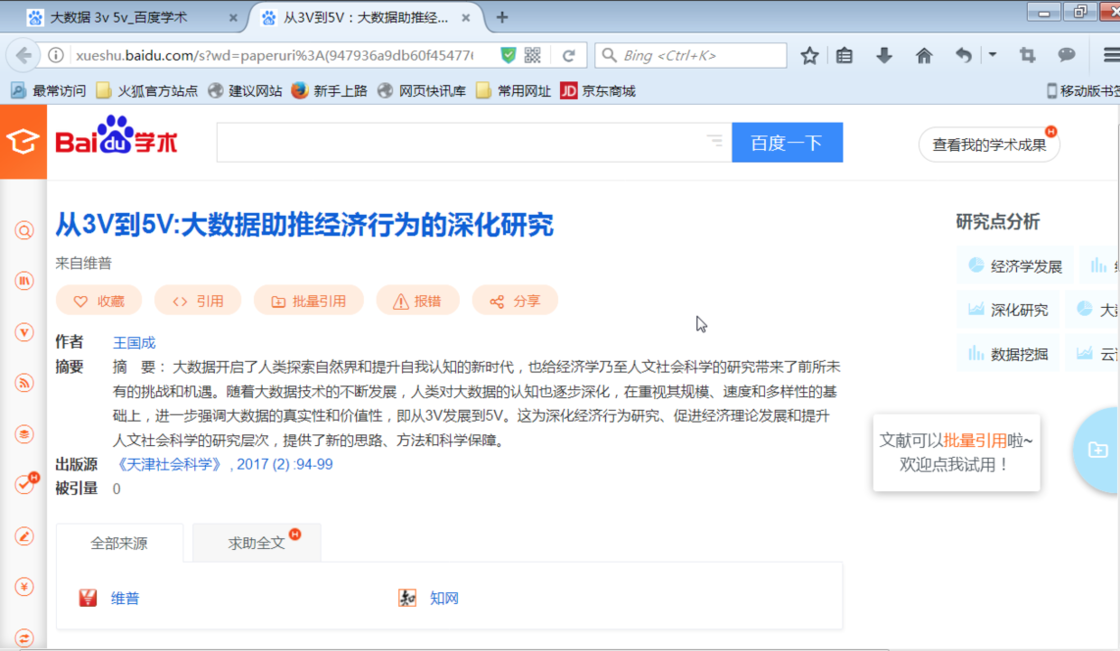 大数据 3v 5v_百度学术
从3V到5V：大数据助推经...
xueshu.baidu.com/s?wd=paperuri%3A(947936a9db60f45477
Bing <Ctrl+K>
最常访问 火狐官方站点 建议网站 新手上路 网页快讯库 常用网址 JD 京东商城 移动版书签
Baidu学术
百度一下
查看我的学术成果
H
从3V到5V:大数据助推经济行为的深化研究
来自维普
收藏 引用 批量引用 报错 分享
作者 王国成
摘要 摘 要： 大数据开启了人类探索自然界和提升自我认知的新时代，也给经济学乃至人文社会科学的研究带来了前所未
有的挑战和机遇。随着大数据技术的不断发展，人类对大数据的认知也逐步深化，在重视其规模、速度和多样性的基
础上，进一步强调大数据的真实性和价值性，即从3V发展到5V。这为深化经济行为研究、促进经济理论发展和提升
人文社会科学的研究层次，提供了新的思路、方法和科学保障。
出版源 《天津社会科学》 , 2017 (2) :94-99
被引量 0
全部来源 求助全文 H
维普 知网
研究点分析
经济学发展
深化研究 大
数据挖掘 云
文献可以批量引用啦~
欢迎点我试用！